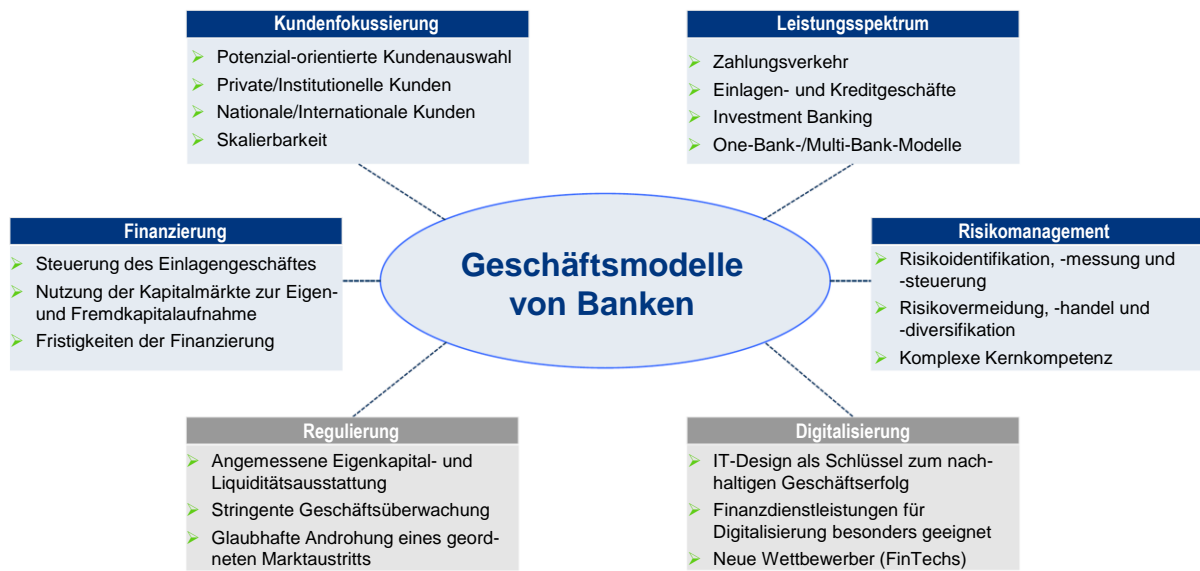 Kundenfokussierung
Potenzial-orientierte Kundenauswahl
Private/Institutionelle Kunden
Nationale/Internationale Kunden
Skalierbarkeit
Leistungsspektrum
Zahlungsverkehr
Einlagen- und Kreditgeschäfte
Investment Banking
One-Bank-/Multi-Bank-Modelle
Finanzierung
Steuerung des Einlagengeschäftes
Nutzung der Kapitalmärkte zur Eigen-
und Fremdkapitalaufnahme
Fristigkeiten der Finanzierung
Geschäftsmodelle
von Banken
Risikomanagement
Risikoidentifikation, -messung und
-steuerung
Risikovermeidung, -handel und
-diversifikation
Komplexe Kernkompetenz
Regulierung
Angemessene Eigenkapital- und
Liquiditätsausstattung
Stringente Geschäftsüberwachung
Glaubhafte Androhung eines geord-
neten Marktaustritts
Digitalisierung
IT-Design als Schlüssel zum nach-
haltigen Geschäftserfolg
Finanzdienstleistungen für
Digitalisierung besonders geeignet
Neue Wettbewerber (FinTechs)